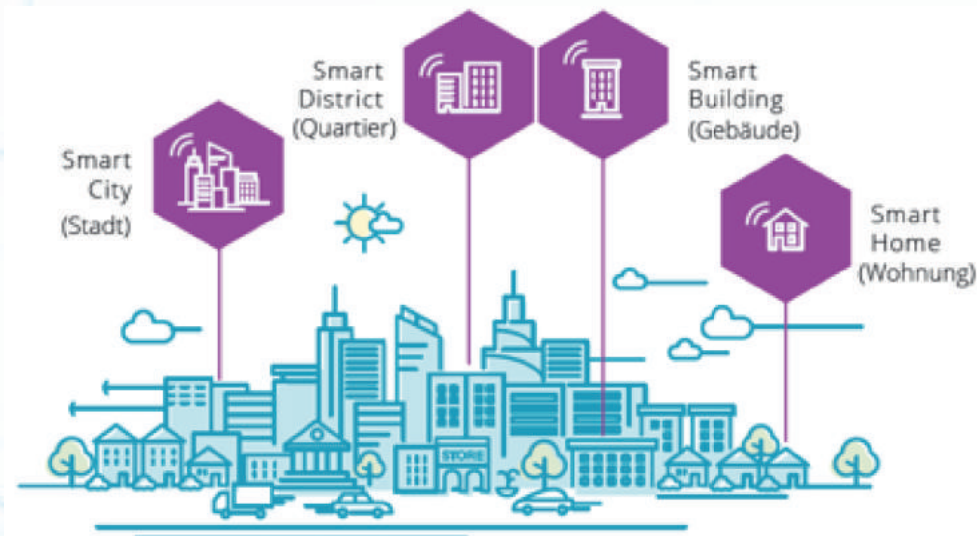 Smart
City
(Stadt)
Smart
District
(Quartier)
Smart
Building
(Gebäude)
Smart
Home
(Wohnung)
STORE